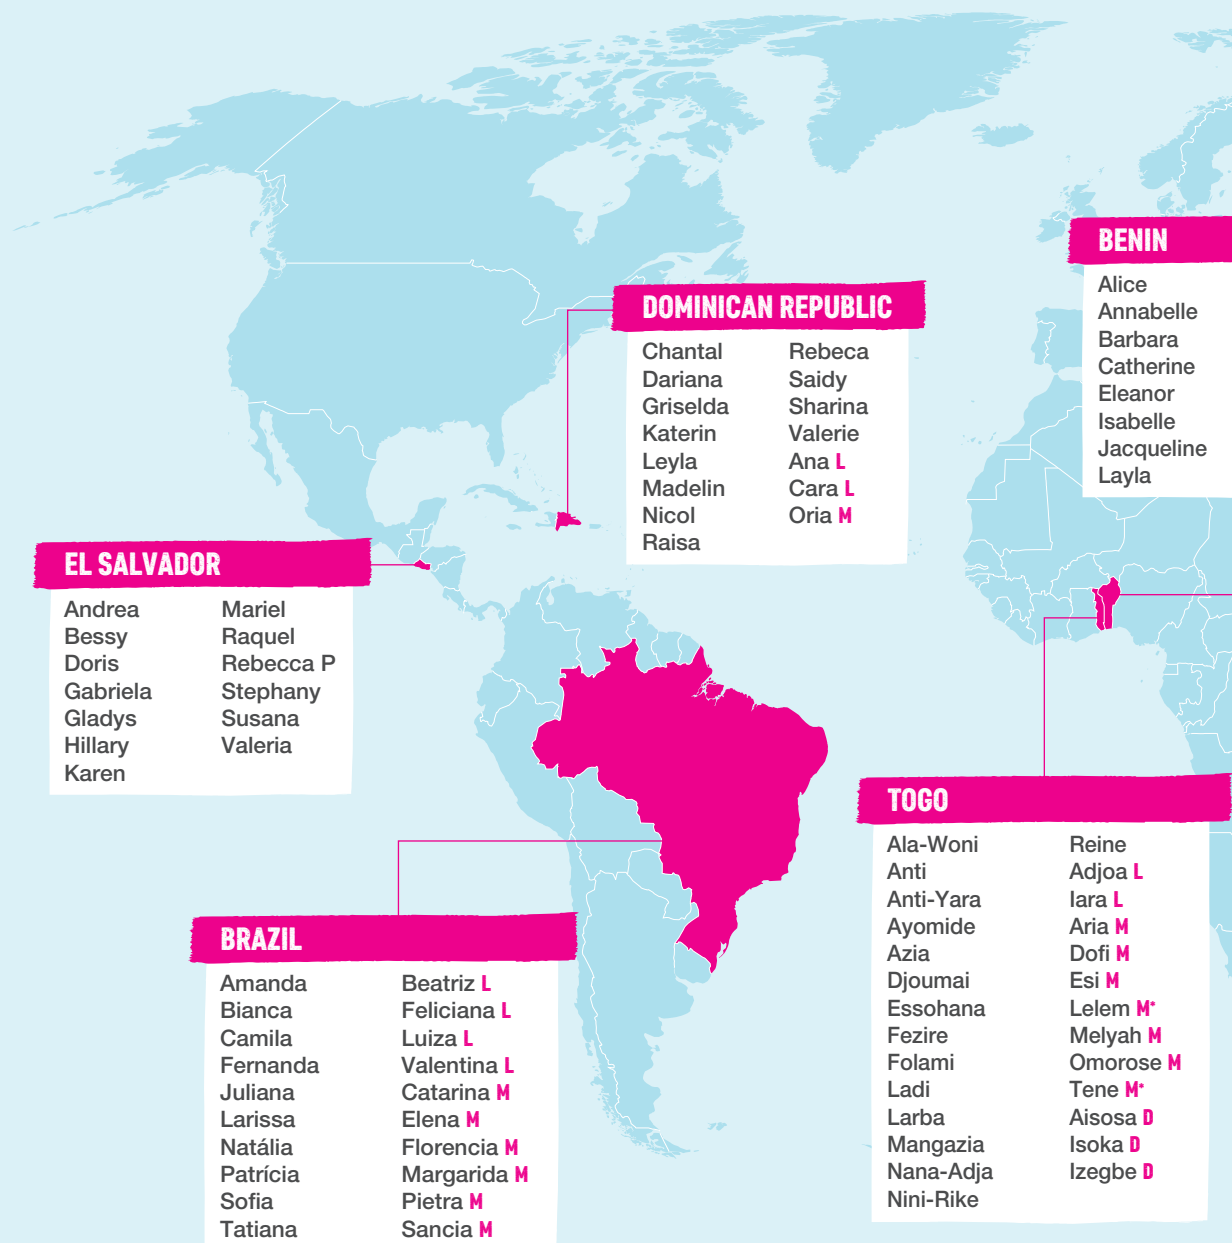 BENIN
Alice
Annabelle
Barbara
Catherine
Eleanor
Isabelle
Jacqueline
Layla
DOMINICAN REPUBLIC
Chantal
Dariana
Griselda
Katerin
Leyla
Madelin
Nicol
Raisa
Rebeca
Saidy
Sharina
Valerie
Ana L
Cara L
Oria M
EL SALVADOR
Andrea
Bessy
Doris
Gabriela
Gladys
Hillary
Karen
Mariel
Raquel
Rebecca P
Stephany
Susana
Valeria
TOGO
Ala-Woni
Anti
Anti-Yara
Ayomide
Azia
Djoumai
Essohana
Fezire
Folami
Ladi
Larba
Mangazia
Nana-Adja
Nini-Rike
Reine
Adjoa L
Iara L
Aria M
Dofi M
Esi M
Lelem M*
Melyah M
Omorose M
Tene M*
Aisosa D
Isoka D
Izegbe D
BRAZIL
Amanda
Bianca
Camila
Fernanda
Juliana
Larissa
Natália
Patrícia
Sofia
Tatiana
Beatriz L
Feliciana L
Luiza L
Valentina L
Catarina M
Elena M
Florencia M
Margarida M
Pietra M
Sancia M